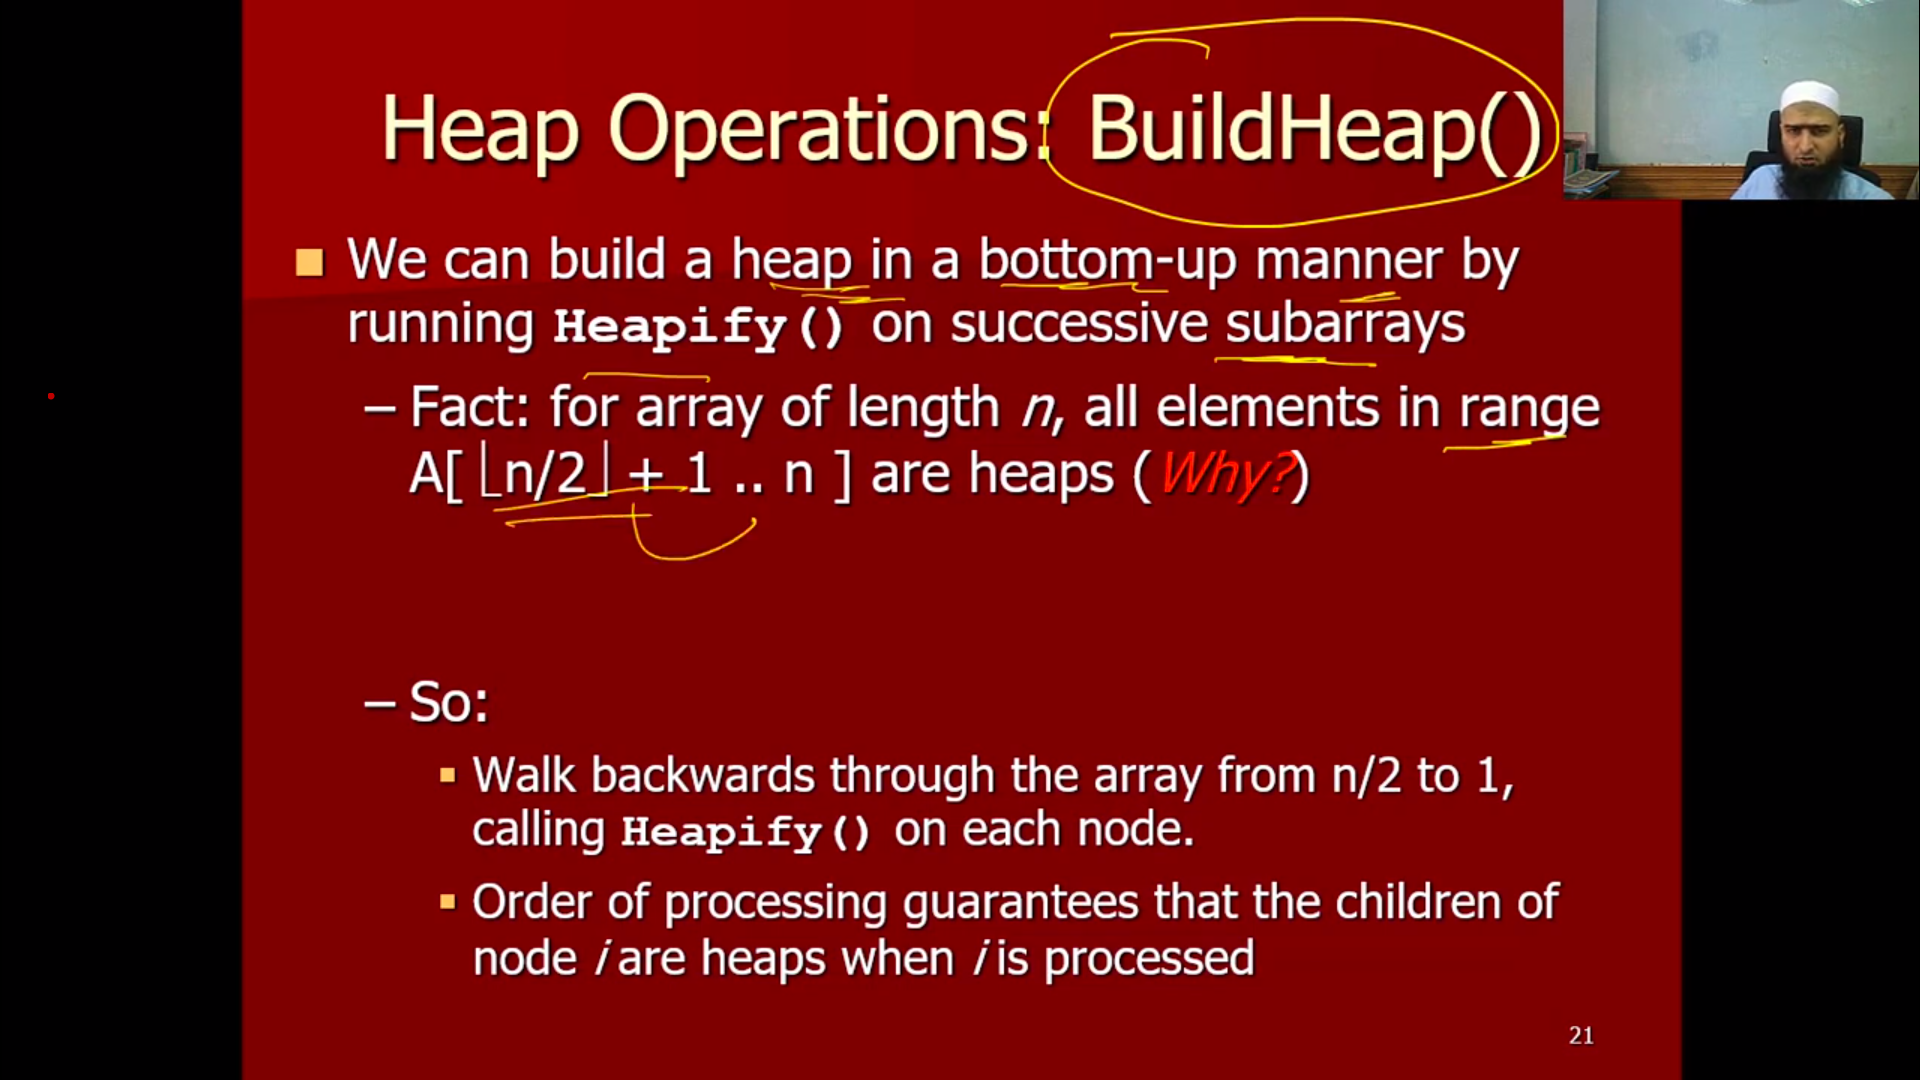 Heap Operations: BuildHeap()
We can build a heap in a bottom-up manner by
running Heapify() on successive subarrays
– Fact: for array of length n, all elements in range
A[ ⌊n/2⌋ + 1 .. n ] are heaps (Why?)
– So:
Walk backwards through the array from n/2 to 1,
calling Heapify() on each node.
Order of processing guarantees that the children of
node i are heaps when i is processed
21